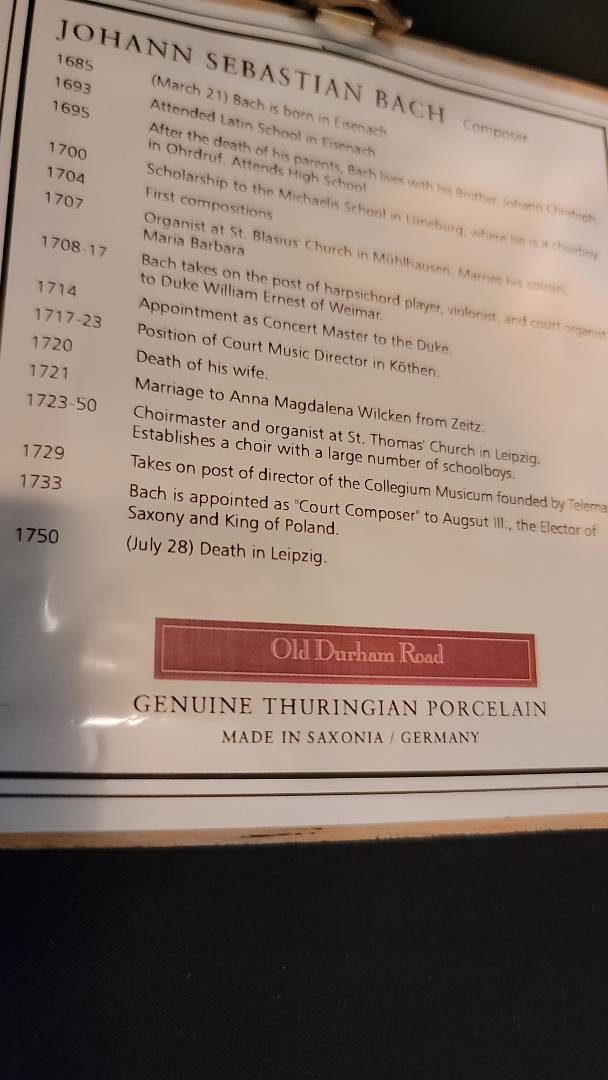 JOHANN SEBASTIAN BACH Composer
1685 (March 21) Bach is born in Eisenach
1693 Attended Latin School in Eisenach
1695 After the death of his parents, Bach lives with his Brother, Johann Christoph,
in Ohrdruf. Attends High School
1700 Scholarship to the Michaelis School in Lüneburg, where he is a choirboy
1704 First compositions
1707 Organist at St. Blasius' Church in Mühlhausen. Marries his cousin,
Maria Barbara
1708-17 Bach takes on the post of harpsichord player, violonist, and court organist
to Duke William Ernest of Weimar.
1714 Appointment as Concert Master to the Duke.
1717-23 Position of Court Music Director in Köthen.
1720 Death of his wife.
1721 Marriage to Anna Magdalena Wilcken from Zeitz.
1723-50 Choirmaster and organist at St. Thomas' Church in Leipzig.
Establishes a choir with a large number of schoolboys.
1729 Takes on post of director of the Collegium Musicum founded by Telema
1733 Bach is appointed as "Court Composer" to Augsut III., the Elector of
Saxony and King of Poland.
1750 (July 28) Death in Leipzig.
Old Durham Road
GENUINE THURINGIAN PORCELAIN
MADE IN SAXONIA / GERMANY